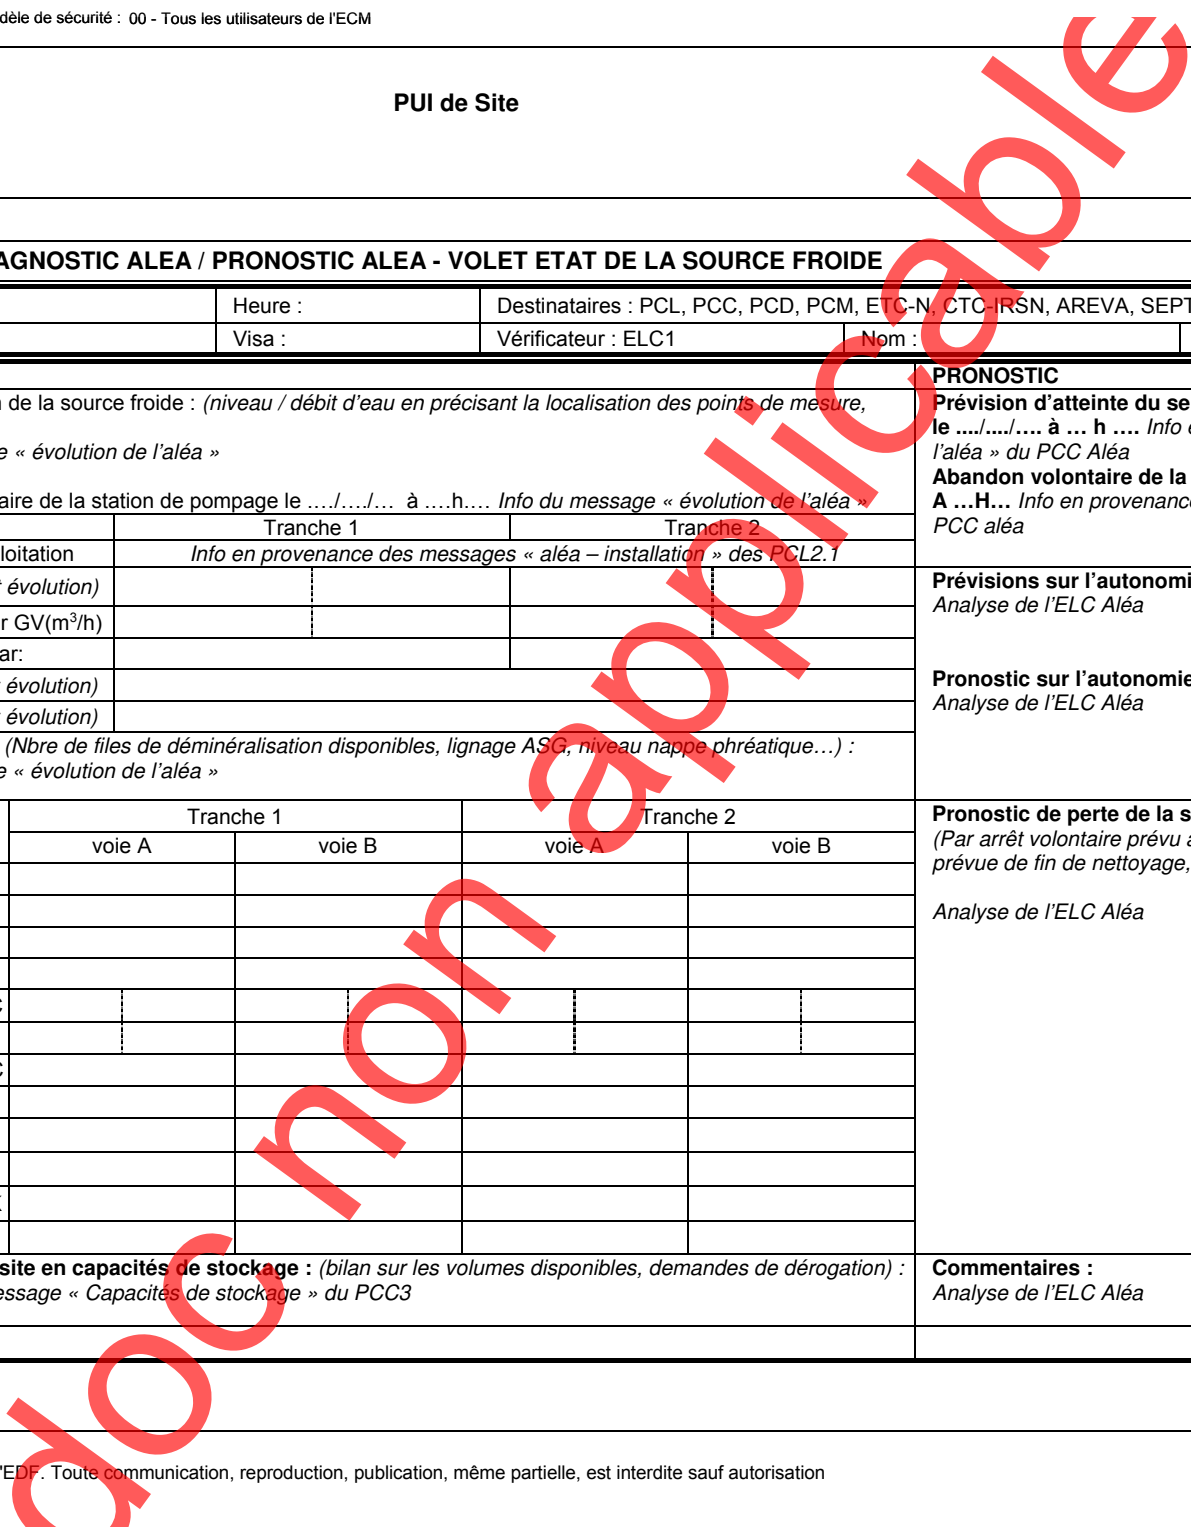 dèle de sécurité : 00 - Tous les utilisateurs de l'ECM
PUI de Site
AGNOSTIC ALEA / PRONOSTIC ALEA - VOLET ETAT DE LA SOURCE FROIDE
Heure :
Destinataires : PCL, PCC, PCD, PCM, ETC-N, CTC-IRSN, AREVA, SEPT
Visa :
Vérificateur : ELC1
Nom :
de la source froide : (niveau / débit d'eau en précisant la localisation des points de mesure,
e « évolution de l'aléa »
aire de la station de pompage le …./…./… à ….h…. Info du message « évolution de l'aléa »
Tranche 1
Tranche 2
loitation
Info en provenance des messages « aléa – installation » des PCL2.1
t évolution)
r GV(m³/h)
ar:
évolution)
évolution)
(Nbre de files de déminéralisation disponibles, lignage ASG, niveau nappe phréatique…) :
e « évolution de l'aléa »
Tranche 1
Tranche 2
voie A
voie B
voie A
voie B
site en capacités de stockage : (bilan sur les volumes disponibles, demandes de dérogation) :
essage « Capacités de stockage » du PCC3
PRONOSTIC
Prévision d'atteinte du se
le ..../..../…. à … h …. Info e
l'aléa » du PCC Aléa
Abandon volontaire de la
A …H… Info en provenance
PCC aléa
Prévisions sur l'autonomi
Analyse de l'ELC Aléa
Pronostic sur l'autonomie
Analyse de l'ELC Aléa
Pronostic de perte de la s
(Par arrêt volontaire prévu à
prévue de fin de nettoyage,
Analyse de l'ELC Aléa
Commentaires :
Analyse de l'ELC Aléa
'EDF. Toute communication, reproduction, publication, même partielle, est interdite sauf autorisation
doc non applicable